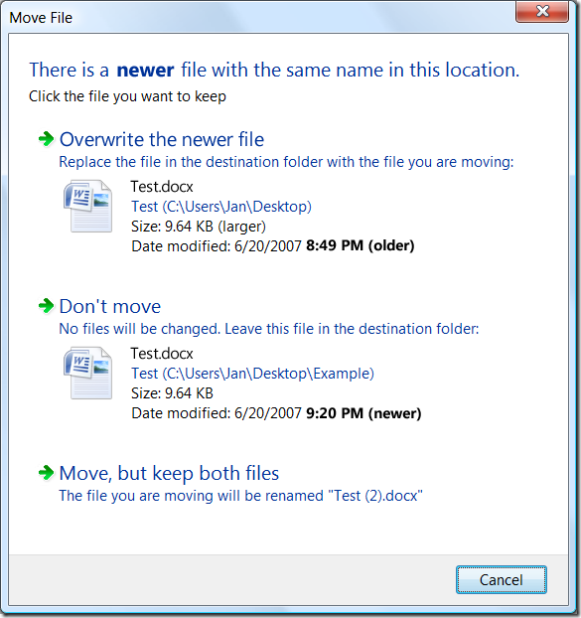 Move File
There is a newer file with the same name in this location.
Click the file you want to keep
Overwrite the newer file
Replace the file in the destination folder with the file you are moving:
Test.docx
Test (C:\Users\Jan\Desktop)
Size: 9.64 KB (larger)
Date modified: 6/20/2007 8:49 PM (older)
Don't move
No files will be changed. Leave this file in the destination folder:
Test.docx
Test (C:\Users\Jan\Desktop\Example)
Size: 9.64 KB
Date modified: 6/20/2007 9:20 PM (newer)
Move, but keep both files
The file you are moving will be renamed "Test (2).docx"
Cancel